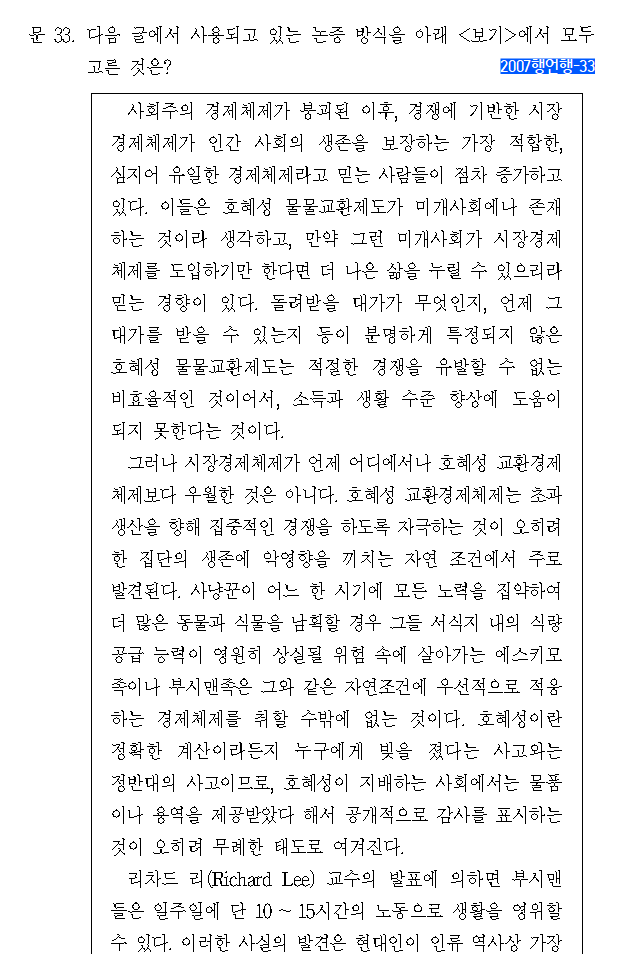 문 33. 다음 글에서 사용되고 있는 논증 방식을 아래 <보기>에서 모두
고른 것은?
2007행언행-33
사회주의 경제체제가 붕괴된 이후, 경쟁에 기반한 시장
경제체제가 인간 사회의 생존을 보장하는 가장 적합한,
심지어 유일한 경제체제라고 믿는 사람들이 점차 증가하고
있다. 이들은 호혜성 물물교환제도가 미개사회에나 존재
하는 것이라 생각하고, 만약 그런 미개사회가 시장경제
체제를 도입하기만 한다면 더 나은 삶을 누릴 수 있으리라
믿는 경향이 있다. 돌려받을 대가가 무엇인지, 언제 그
대가를 받을 수 있는지 등이 분명하게 특정되지 않은
호혜성 물물교환제도는 적절한 경쟁을 유발할 수 없는
비효율적인 것이어서, 소득과 생활 수준 향상에 도움이
되지 못한다는 것이다.
그러나 시장경제체제가 언제 어디에서나 호혜성 교환경제
체제보다 우월한 것은 아니다. 호혜성 교환경제체제는 초과
생산을 향해 집중적인 경쟁을 하도록 자극하는 것이 오히려
한 집단의 생존에 악영향을 끼치는 자연 조건에서 주로
발견된다. 사냥꾼이 어느 한 시기에 모든 노력을 집약하여
더 많은 동물과 식물을 남획할 경우 그들 서식지 내의 식량
공급 능력이 영원히 상실될 위험 속에 살아가는 에스키모
족이나 부시맨족은 그와 같은 자연조건에 우선적으로 적응
하는 경제체제를 취할 수밖에 없는 것이다. 호혜성이란
정확한 계산이라든지 누구에게 빚을 졌다는 사고와는
정반대의 사고이므로, 호혜성이 지배하는 사회에서는 물품
이나 용역을 제공받았다 해서 공개적으로 감사를 표시하는
것이 오히려 무례한 태도로 여겨진다.
리차드 리(Richard Lee) 교수의 발표에 의하면 부시맨
들은 일주일에 단 10 ~ 15시간의 노동으로 생활을 영위할
수 있다. 이러한 사실의 발견은 현대인이 인류 역사상 가장